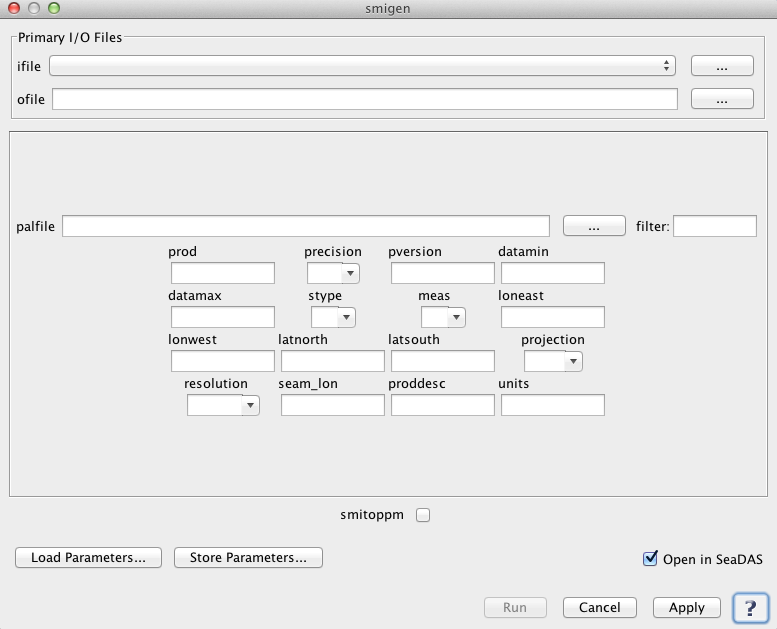 smigen
Primary I/O Files
ifile ...
ofile ...
palfile ... filter:
prod precision pversion datamin
datamax stype meas loneast
lonwest latnorth latsouth projection
resolution seam_lon proddesc units
smitoppm
Load Parameters... Store Parameters... Open in SeaDAS
Run Cancel Apply ?